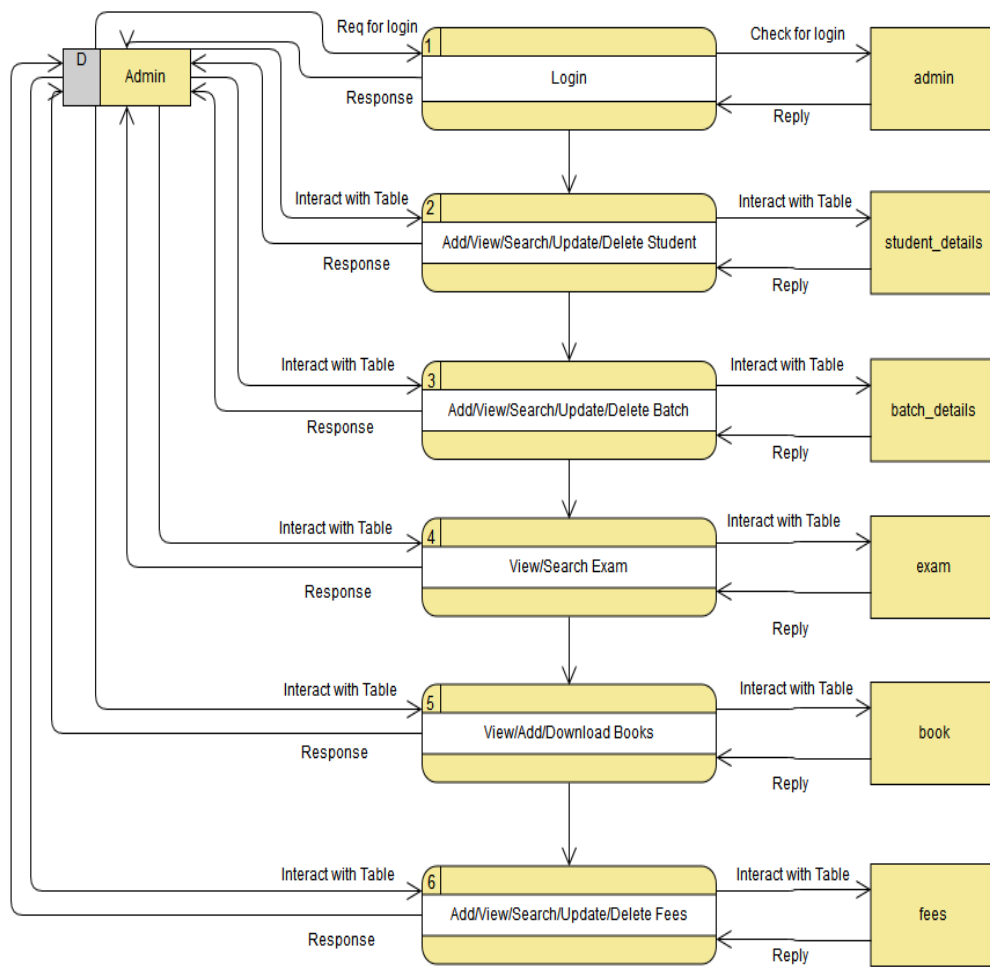 Req for login
Check for login
D
Admin
1
Login
admin
Response
Reply
Interact with Table
Interact with Table
2
Add/View/Search/Update/Delete Student
student_details
Response
Reply
Interact with Table
Interact with Table
3
Add/View/Search/Update/Delete Batch
batch_details
Response
Reply
Interact with Table
Interact with Table
4
View/Search Exam
exam
Response
Reply
Interact with Table
Interact with Table
5
View/Add/Download Books
book
Response
Reply
Interact with Table
Interact with Table
6
Add/View/Search/Update/Delete Fees
fees
Response
Reply